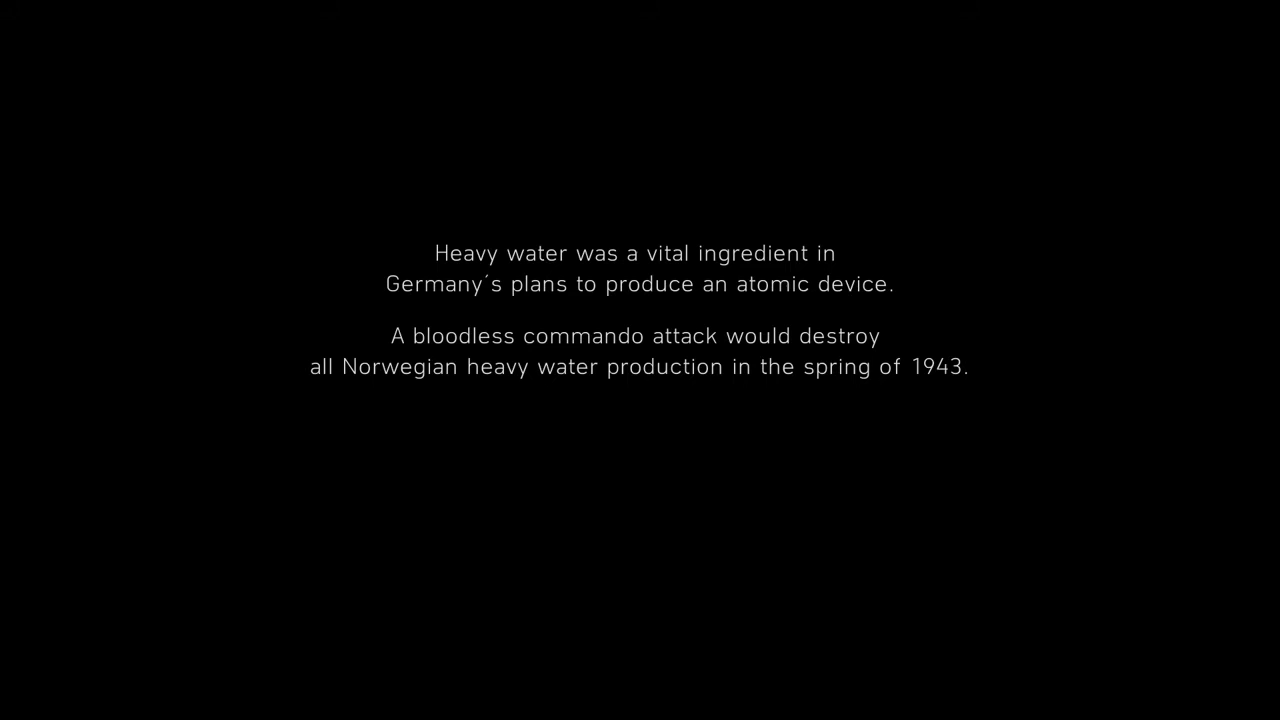 Heavy water was a vital ingredient in
Germany´s plans to produce an atomic device.
A bloodless commando attack would destroy
all Norwegian heavy water production in the spring of 1943.